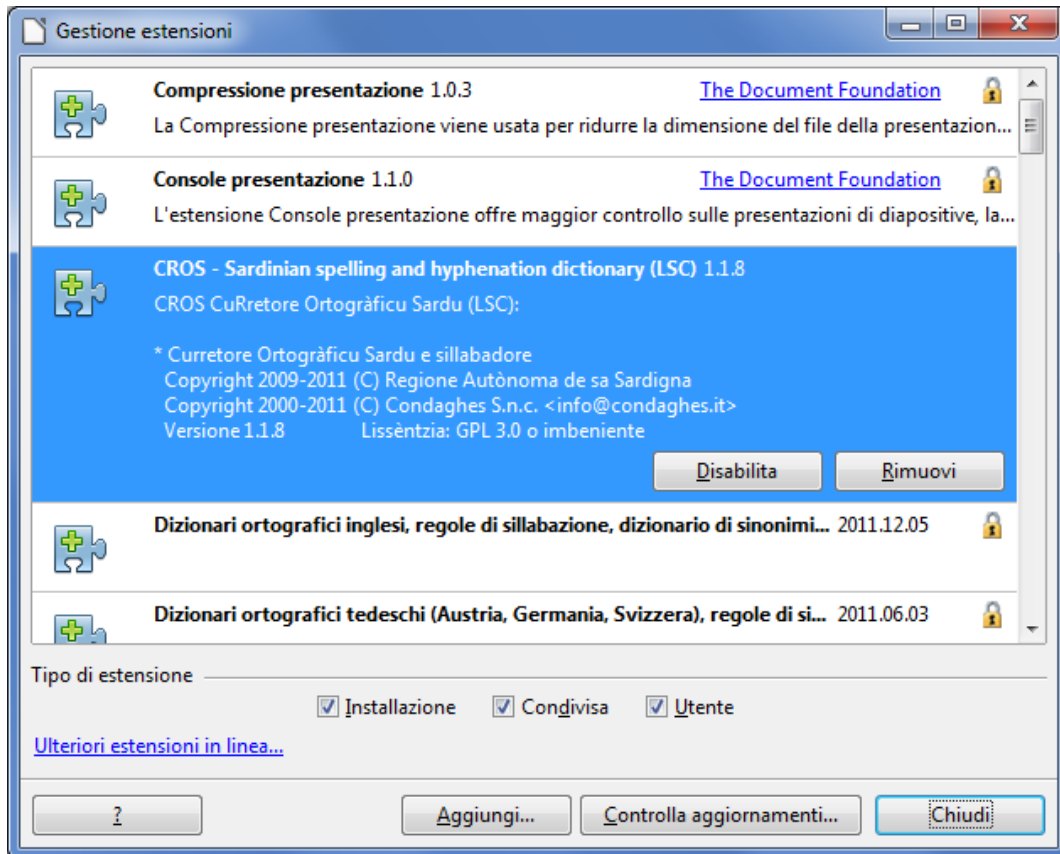 Gestione estensioni
Compressione presentazione 1.0.3 The Document Foundation
La Compressione presentazione viene usata per ridurre la dimensione del file della presentazion...
Console presentazione 1.1.0 The Document Foundation
L'estensione Console presentazione offre maggior controllo sulle presentazioni di diapositive, la...
CROS - Sardinian spelling and hyphenation dictionary (LSC) 1.1.8
CROS CuRretore Ortogràficu Sardu (LSC):
* Curretore Ortogràficu Sardu e sillabadore
Copyright 2009-2011 (C) Regione Autònoma de sa Sardigna
Copyright 2000-2011 (C) Condaghes S.n.c. <info@condaghes.it>
Versione 1.1.8 Lissèntzia: GPL 3.0 o imbeniente
Disabilita Rimuovi
Dizionari ortografici inglesi, regole di sillabazione, dizionario di sinonimi... 2011.12.05
Dizionari ortografici tedeschi (Austria, Germania, Svizzera), regole di si... 2011.06.03
Tipo di estensione
Installazione Condivisa Utente
Ulteriori estensioni in linea...
? Aggiungi... Controlla aggiornamenti... Chiudi